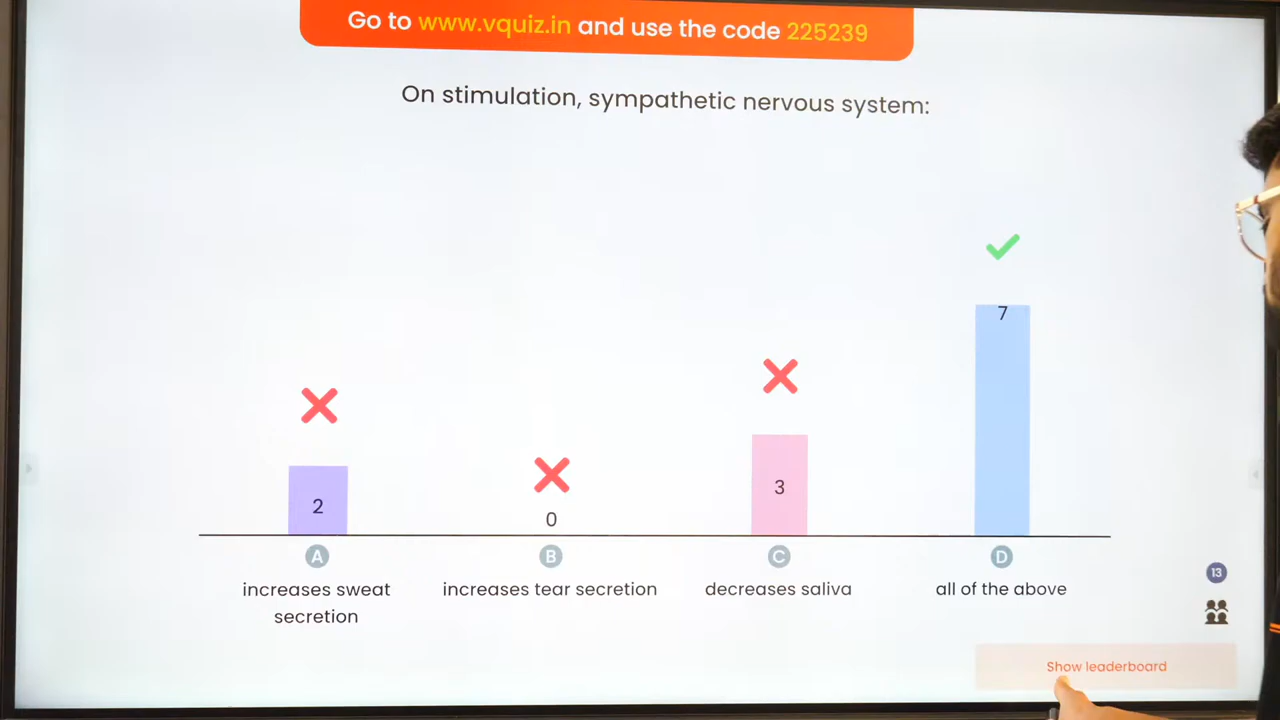 Go to www.vquiz.in and use the code 225239
On stimulation, sympathetic nervous system:
7
3
2
0
A
B
C
D
increases sweat
secretion
increases tear secretion
decreases saliva
all of the above
13
Show leaderboard